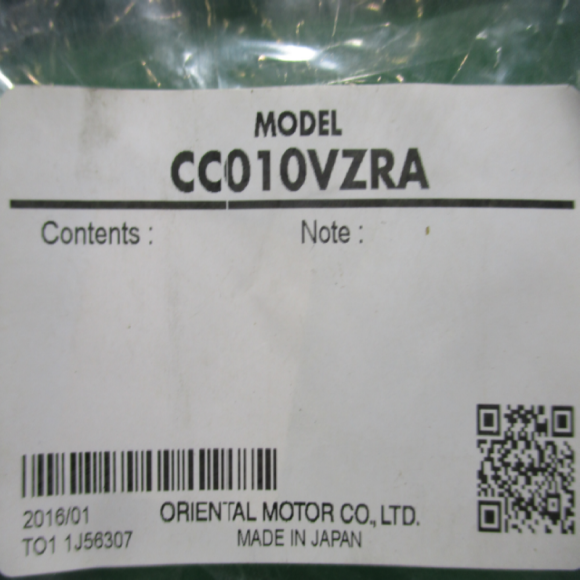 MODEL
CC010VZRA
Contents : Note :
2016/01 ORIENTAL MOTOR CO., LTD.
TO1 1J56307 MADE IN JAPAN